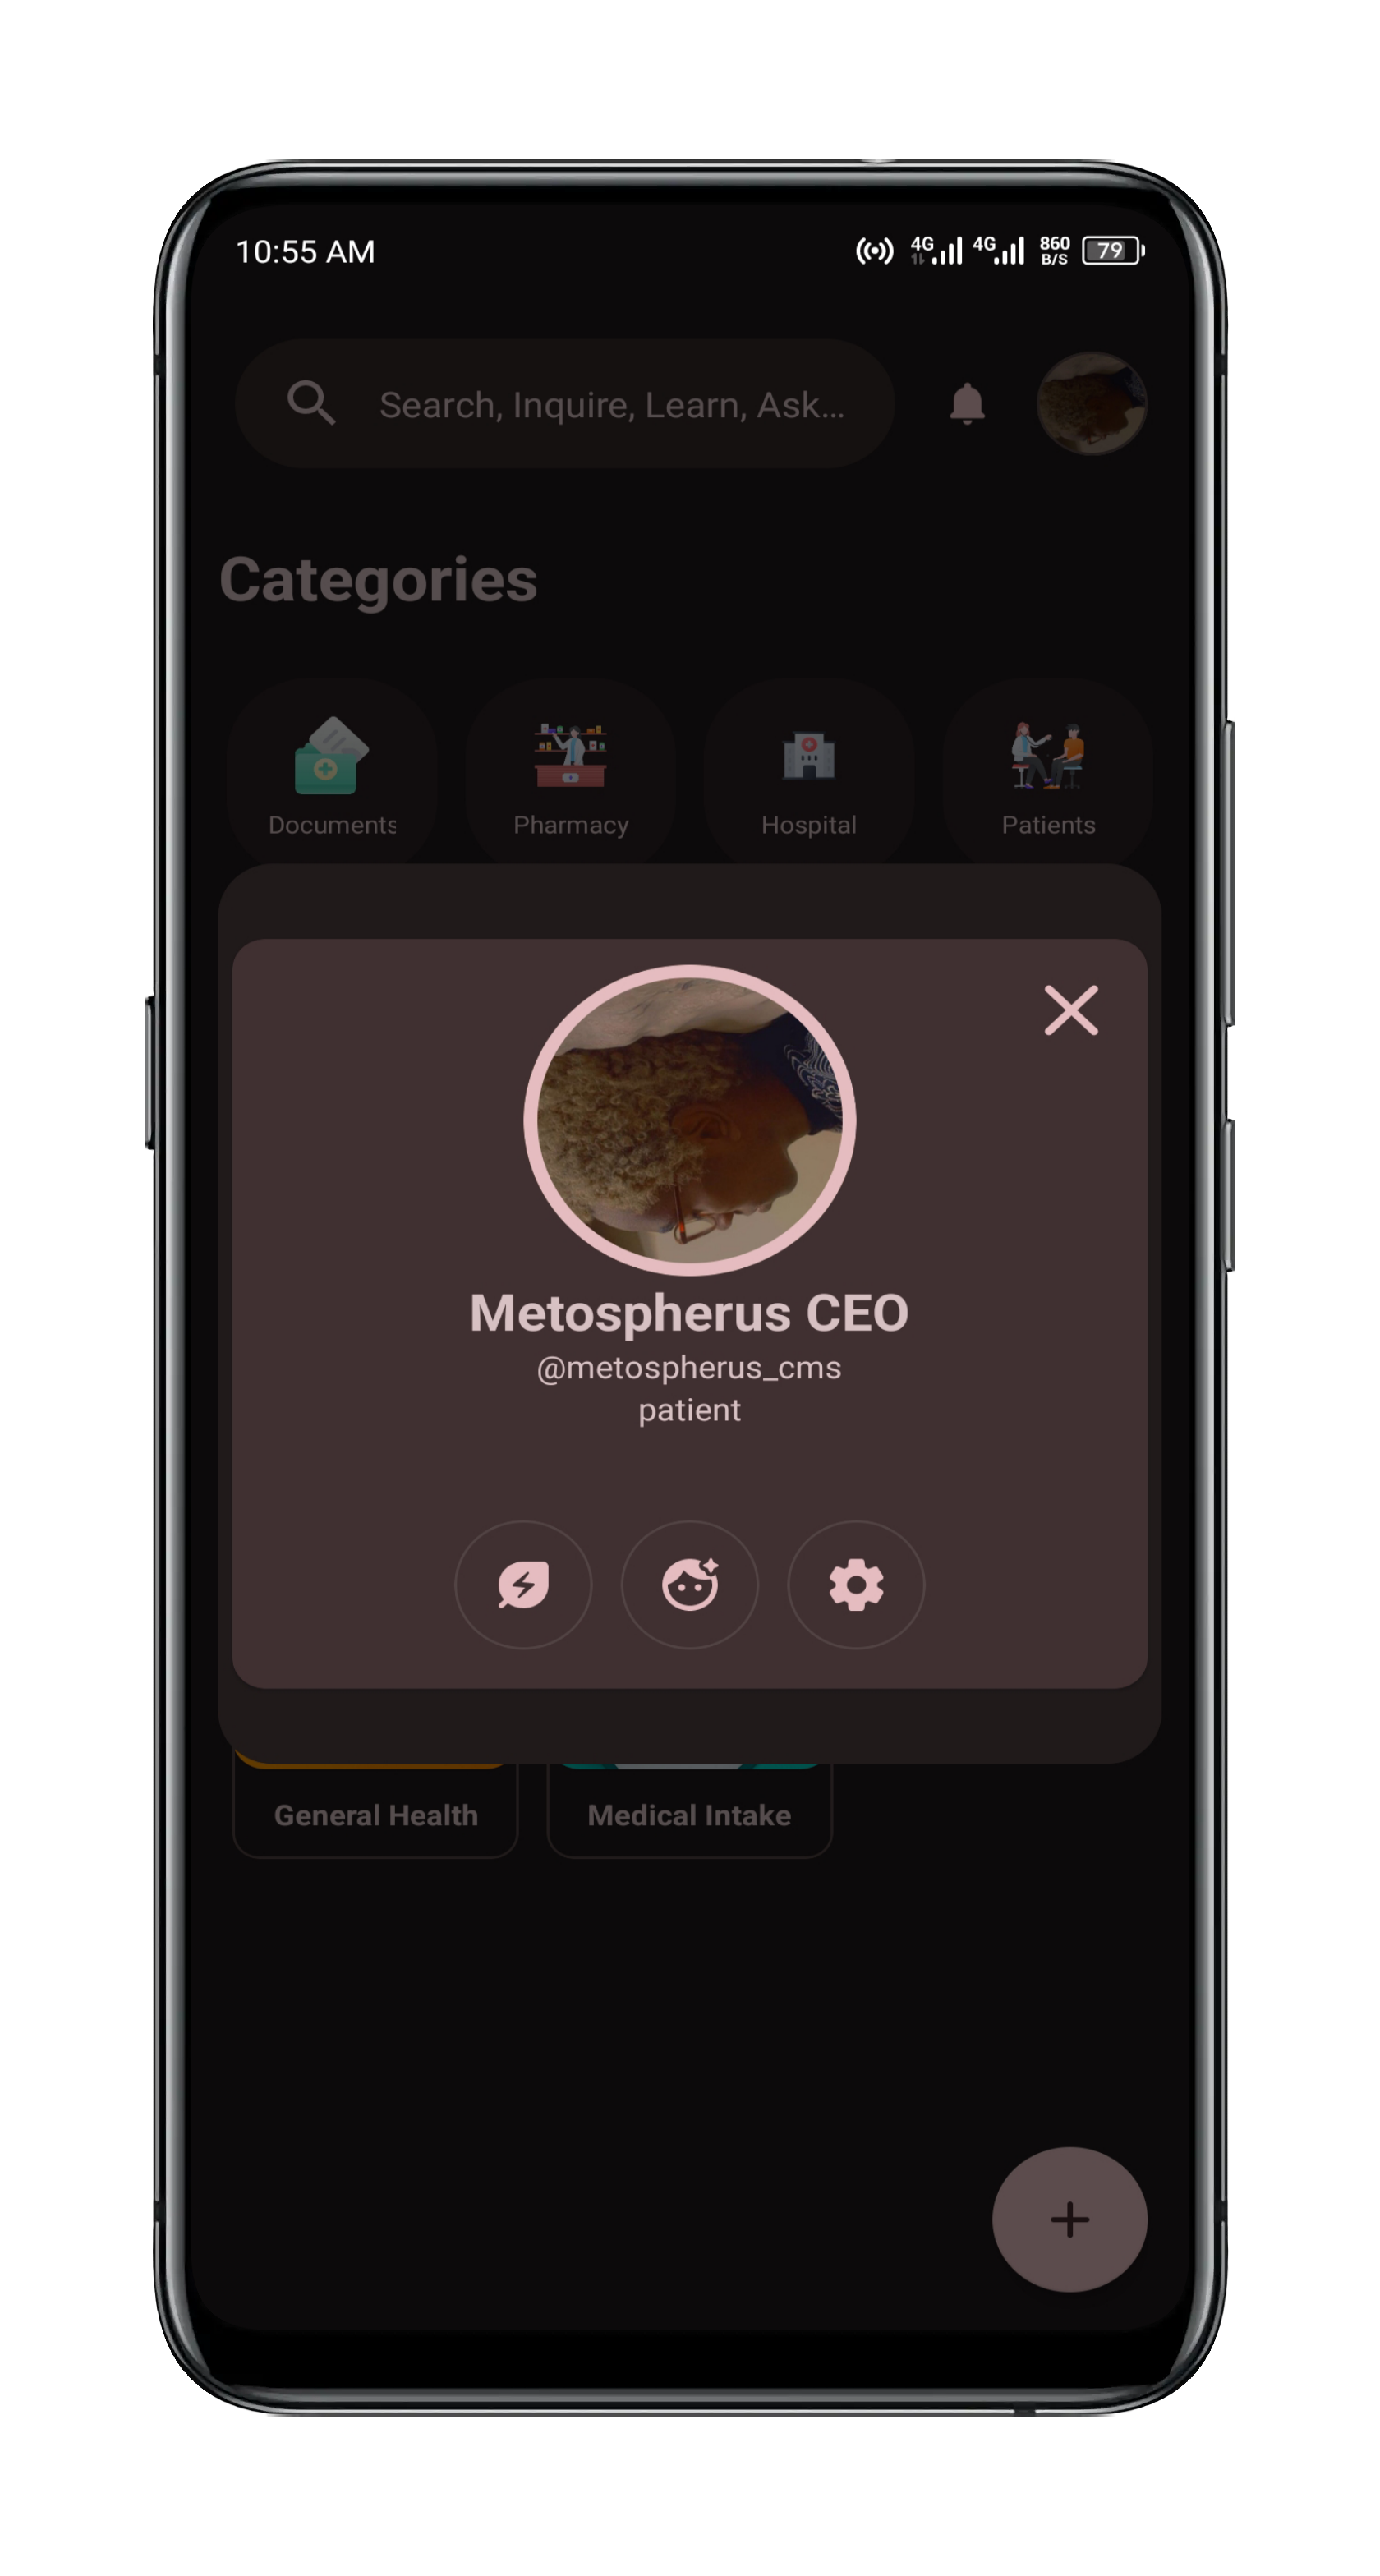 10:55 AM 4G 4G 860 B/S 79
Search, Inquire, Learn, Ask...
Categories
Documents Pharmacy Hospital Patients
Metospherus CEO
@metospherus_cms
patient
General Health Medical Intake